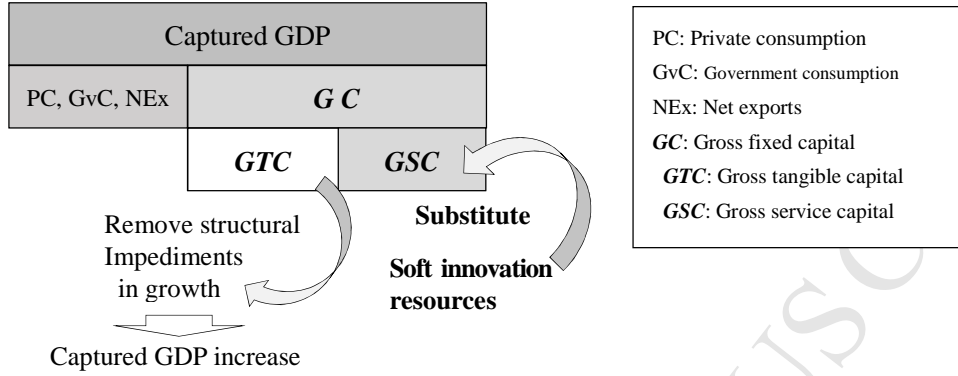 Captured GDP
PC, GvC, NEx
G C
GTC
GSC
Remove structural
Impediments
in growth
Captured GDP increase
Substitute
Soft innovation
resources
PC: Private consumption
GvC: Government consumption
NEx: Net exports
GC: Gross fixed capital
GTC: Gross tangible capital
GSC: Gross service capital